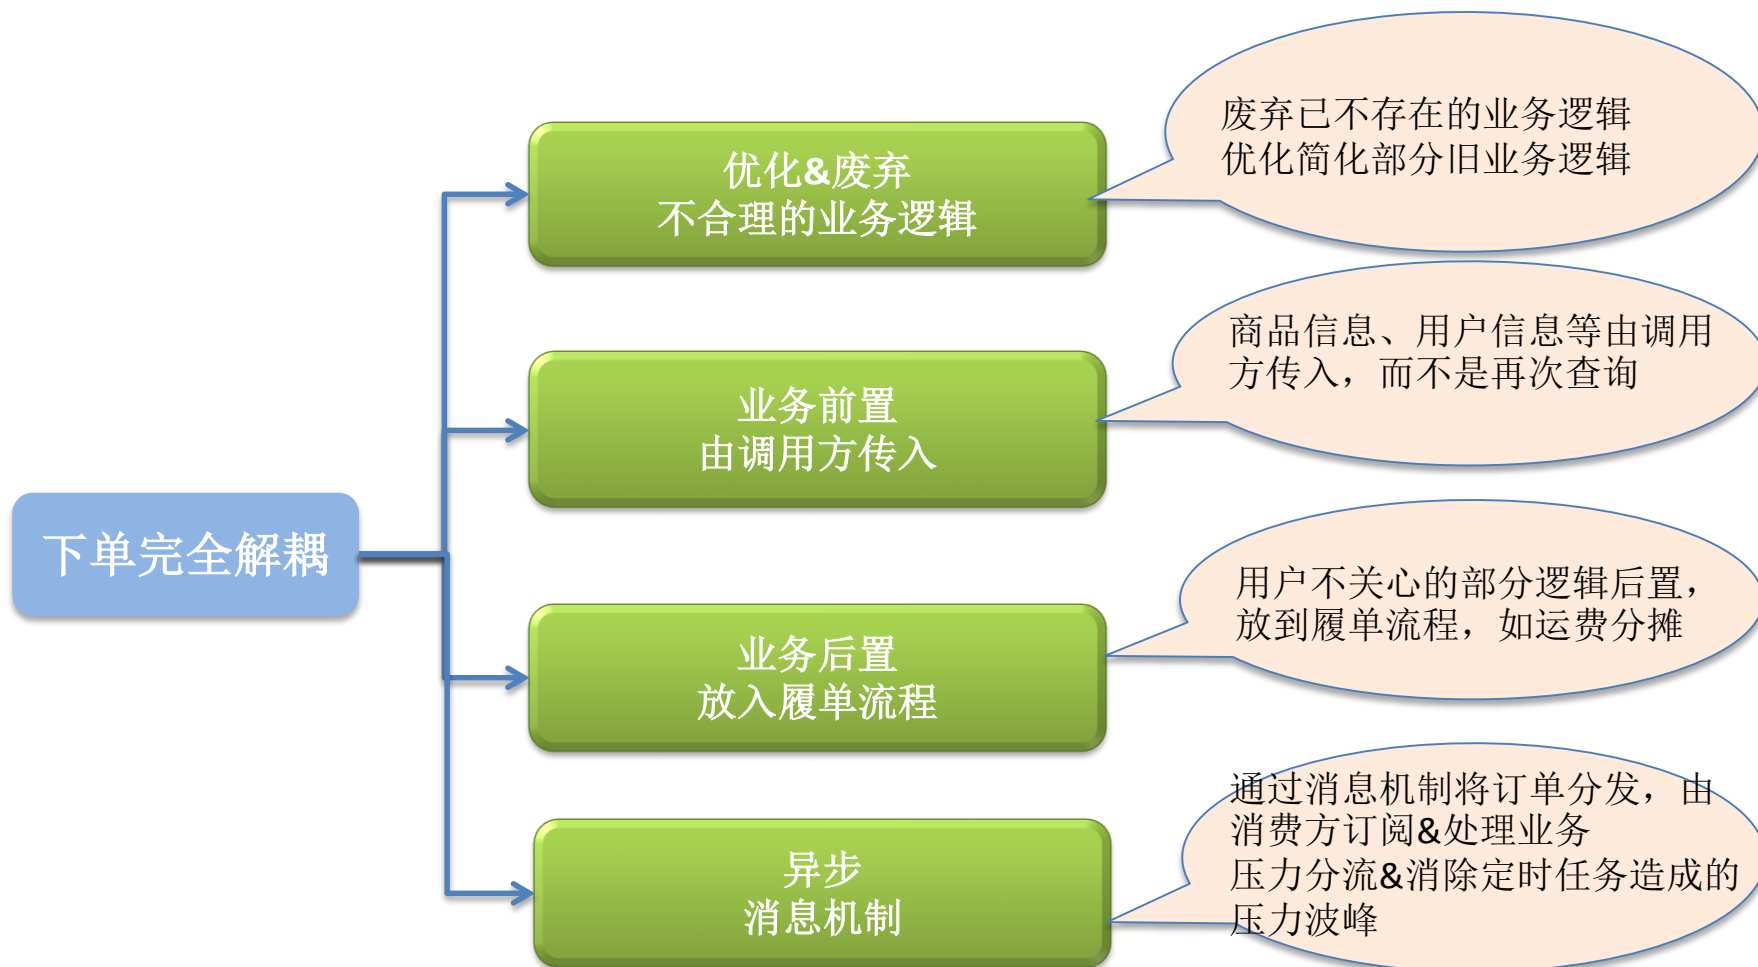 下单完全解耦
优化&废弃
不合理的业务逻辑
废弃已不存在的业务逻辑
优化简化部分旧业务逻辑
业务前置
由调用方传入
商品信息、用户信息等由调用
方传入，而不是再次查询
业务后置
放入履单流程
用户不关心的部分逻辑后置，
放到履单流程，如运费分摊
异步
消息机制
通过消息机制将订单分发，由
消费方订阅&处理业务
压力分流&消除定时任务造成的
压力波峰